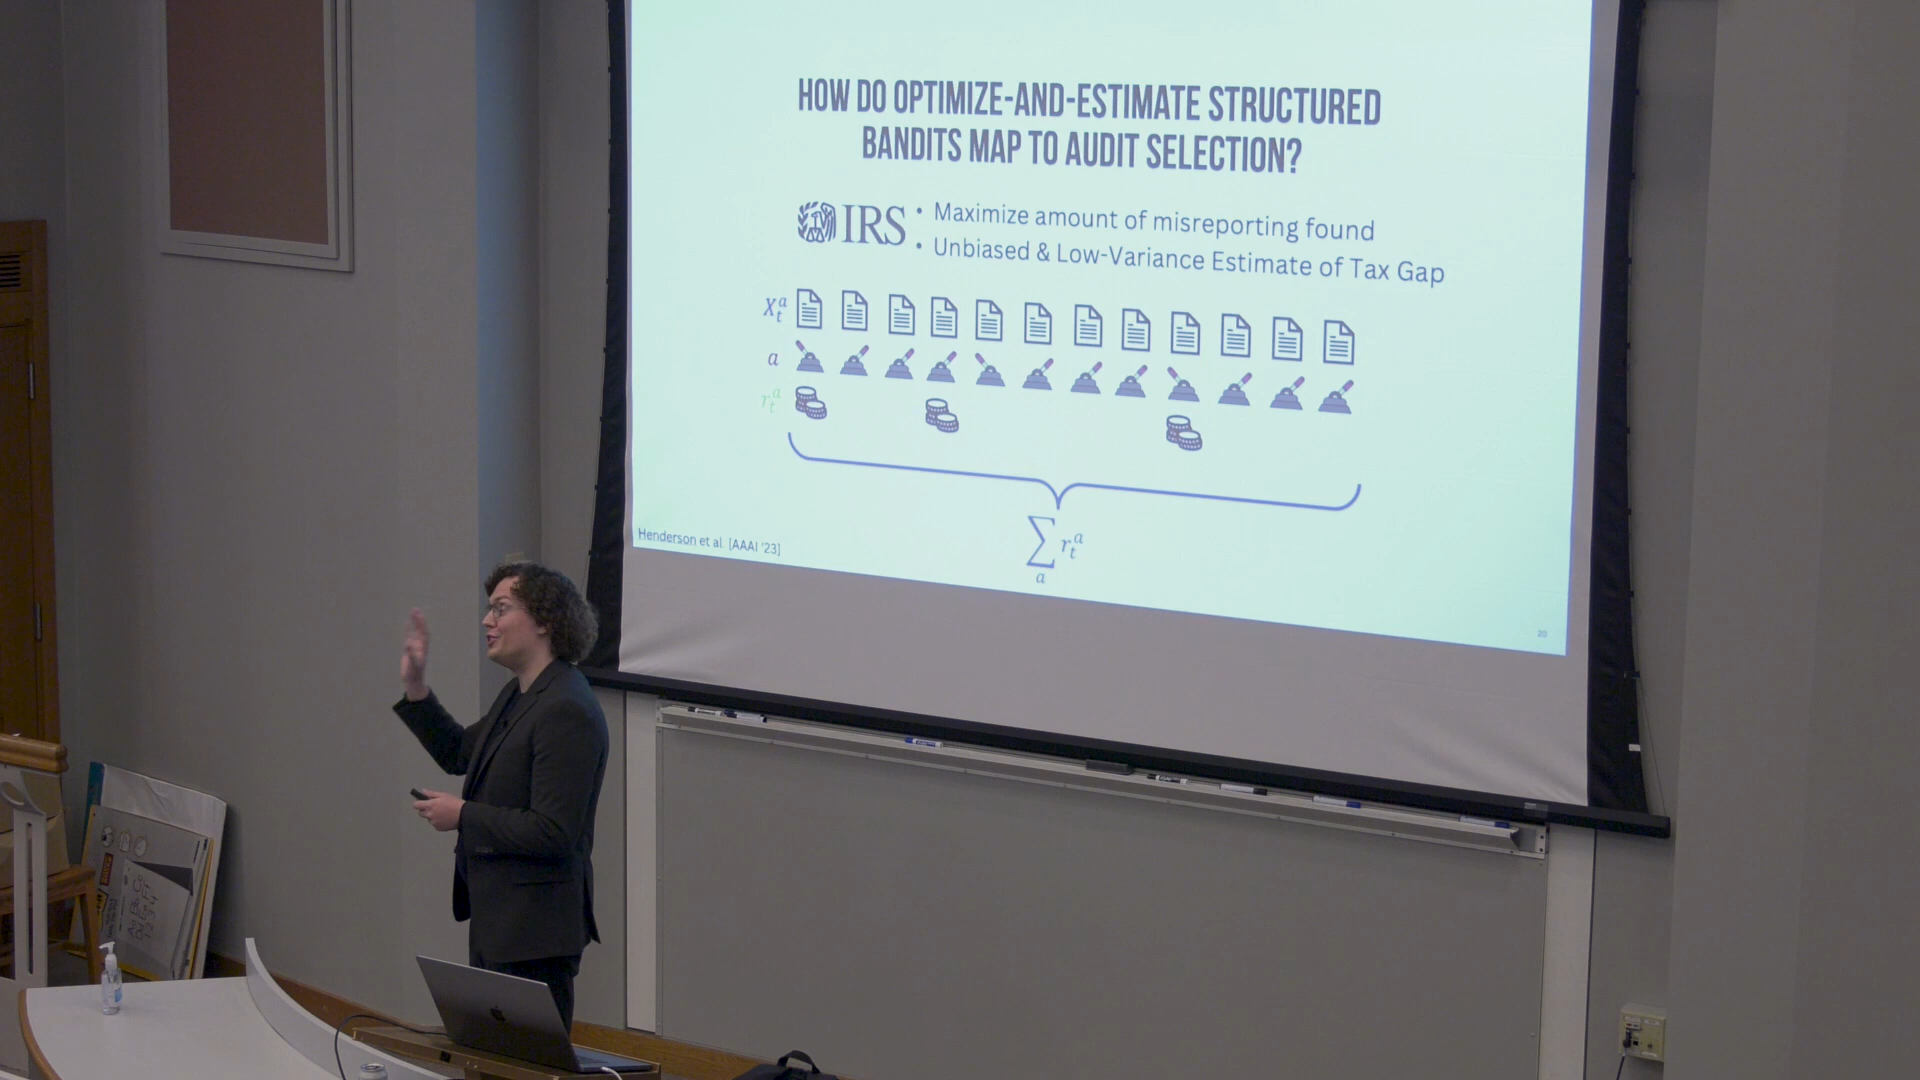 HOW DO OPTIMIZE-AND-ESTIMATE STRUCTURED
BANDITS MAP TO AUDIT SELECTION?
IRS
• Maximize amount of misreporting found
• Unbiased & Low-Variance Estimate of Tax Gap
X_t^a
a
r_t^a
∑_a r_t^a
Henderson et al. [AAAI '23]
20